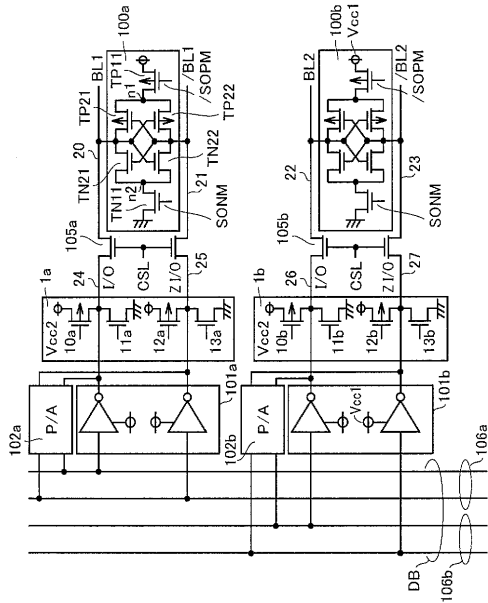 100a
Vcc1
BL1
TP11
/BL1
/SOPM
n1
TP21
TP22
20
TN21
TN22
n2
TN11
21
SONM
105a
24
I/O
CSL
Z I/O
25
1a
Vcc2
10a
11a
12a
13a
102a
P/A
101a
106a
100b
Vcc1
BL2
/BL2
/SOPM
22
23
SONM
105b
26
I/O
CSL
Z I/O
27
1b
Vcc2
10b
11b
12b
13b
102b
P/A
Vcc1
101b
DB
106b